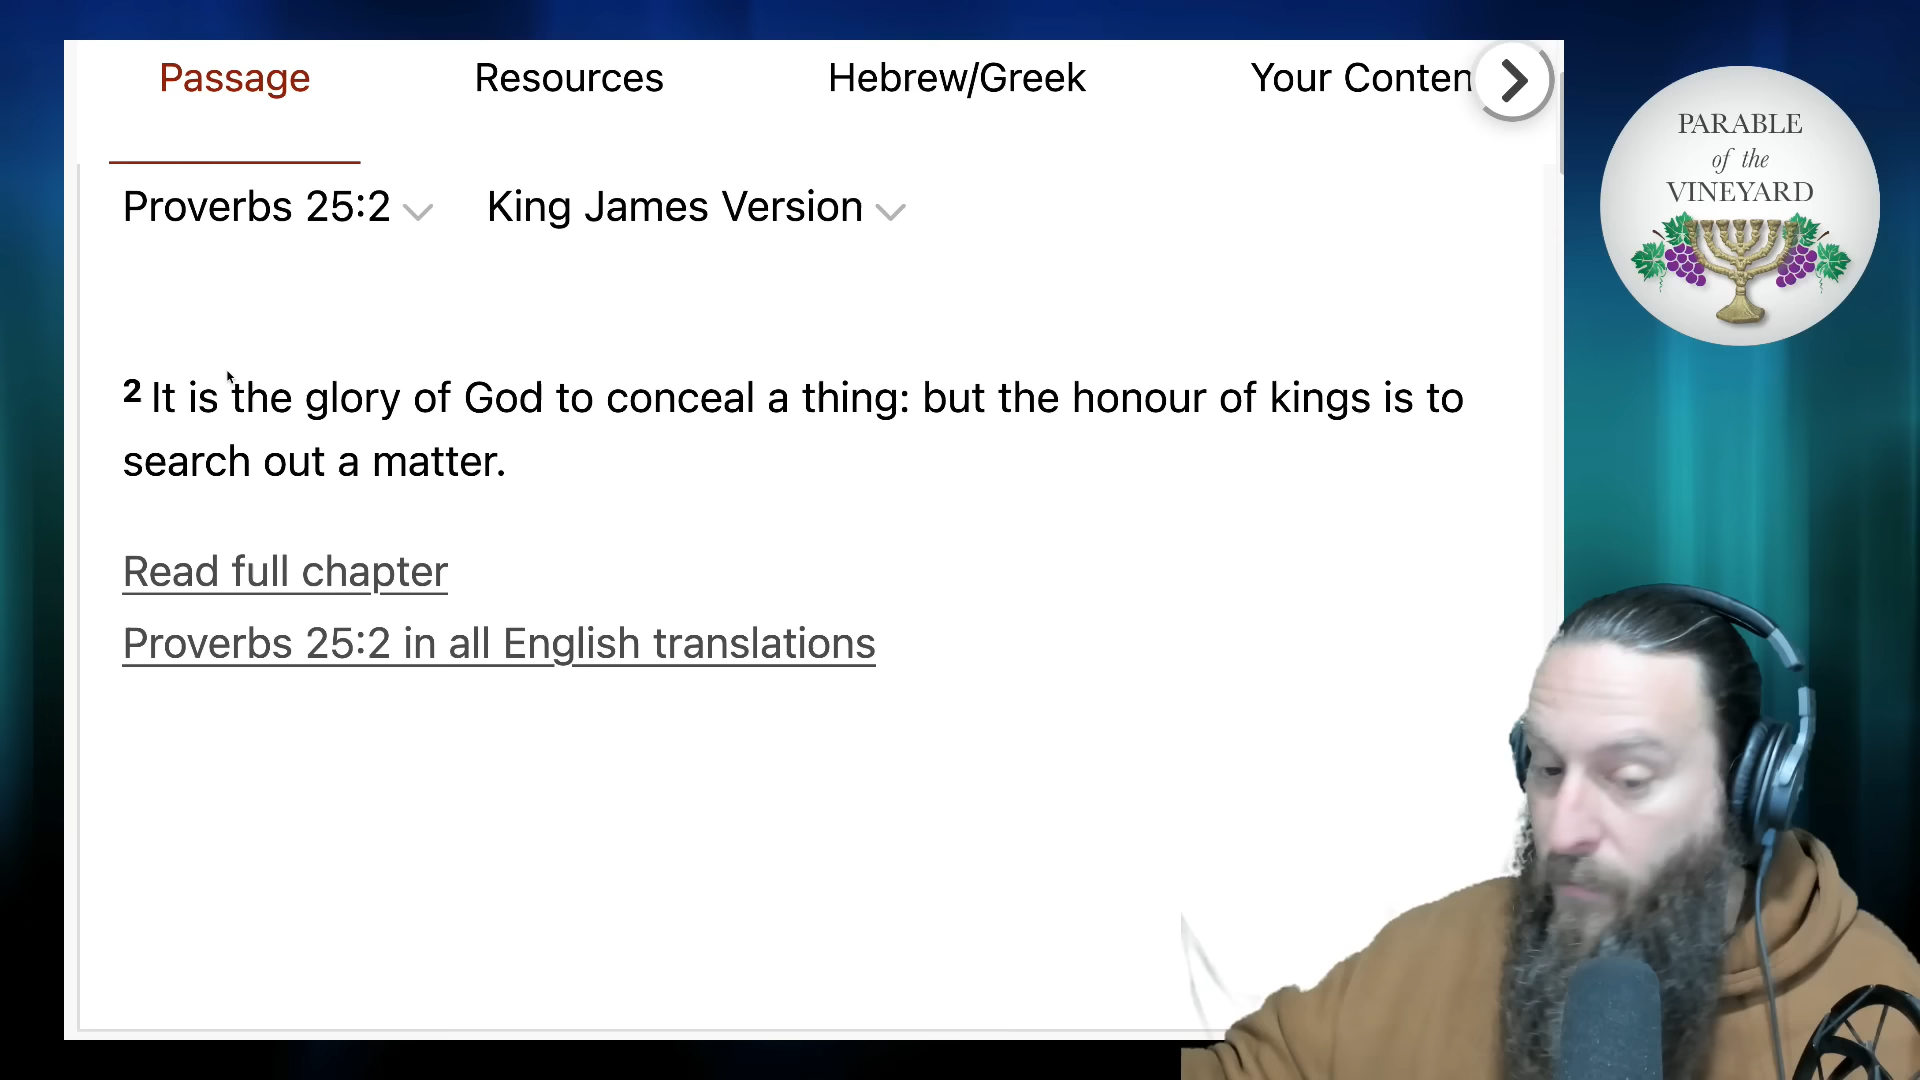 Passage Resources Hebrew/Greek Your Conten
Proverbs 25:2 King James Version
2 It is the glory of God to conceal a thing: but the honour of kings is to
search out a matter.
Read full chapter
Proverbs 25:2 in all English translations
PARABLE
of the
VINEYARD